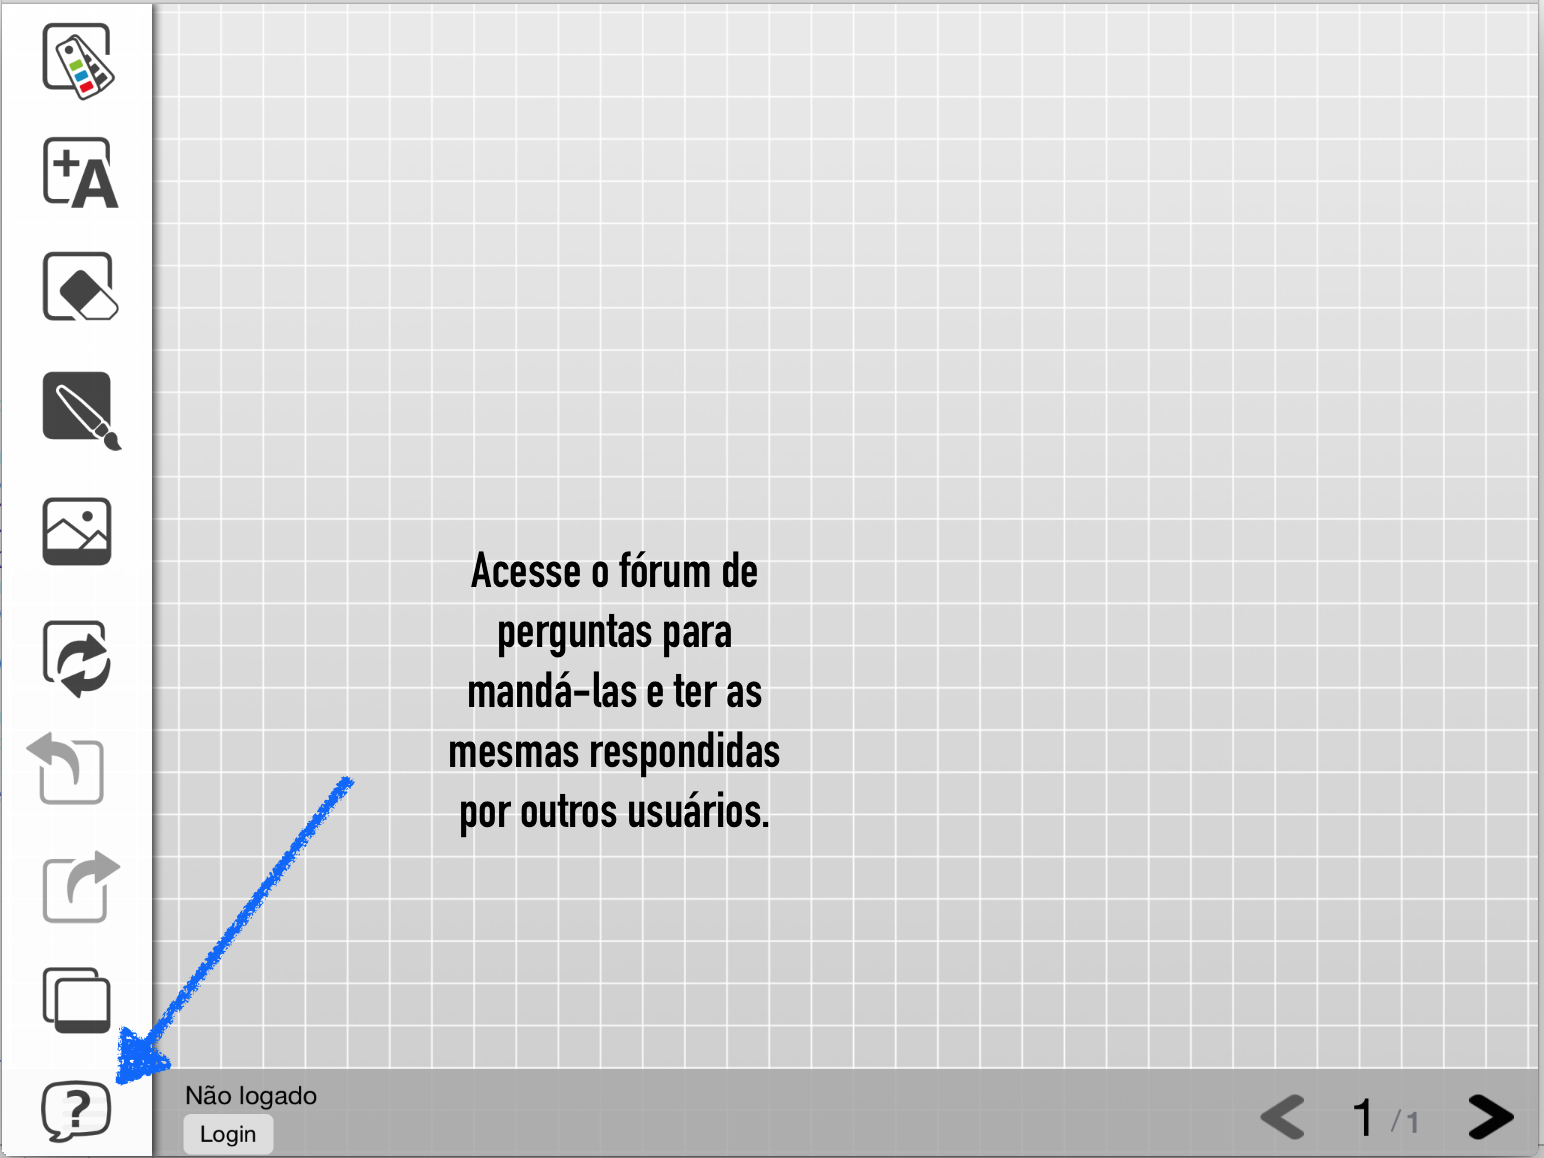 +A
Acesse o fórum de
perguntas para
mandá-las e ter as
mesmas respondidas
por outros usuários.
?
Não logado
Login
1 / 1